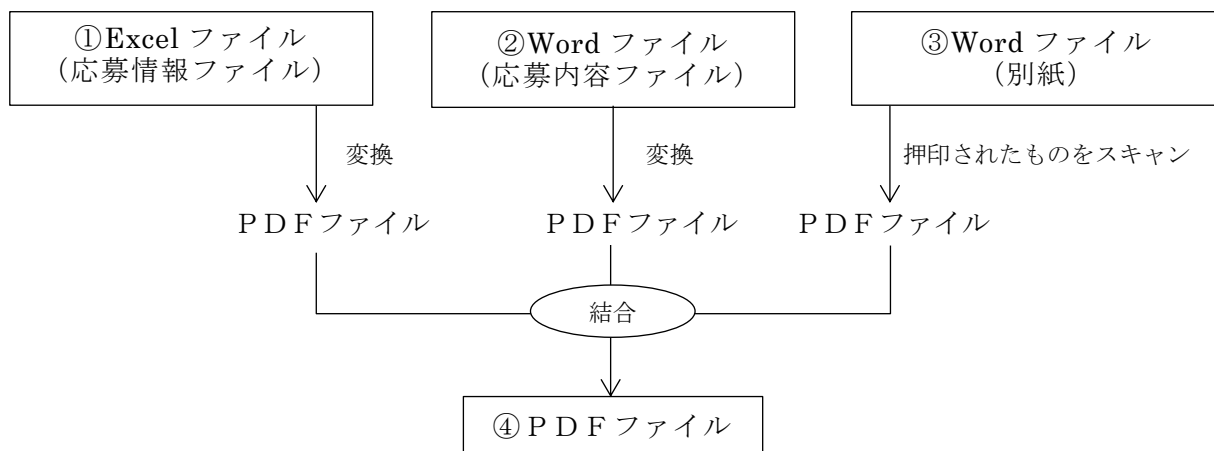 ①Excel ファイル
（応募情報ファイル）
②Word ファイル
（応募内容ファイル）
③Word ファイル
（別紙）
変換
変換
押印されたものをスキャン
ＰＤＦファイル
ＰＤＦファイル
ＰＤＦファイル
結合
④ＰＤＦファイル